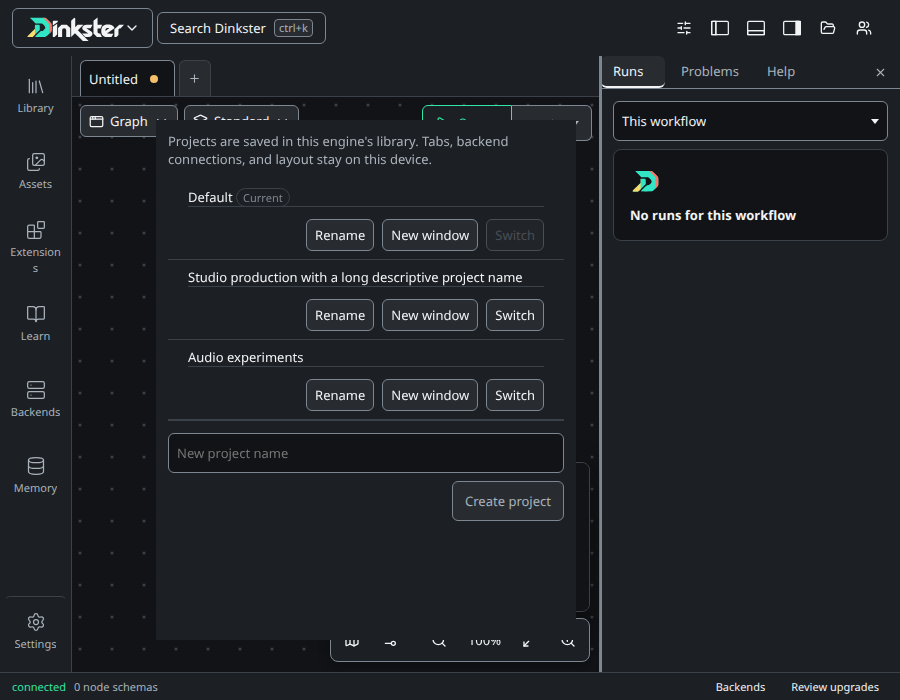 Dinkster
Search Dinkster ctrl+k
Library
Assets
Extension
s
Learn
Backends
Memory
Settings
Untitled
+
Graph
Standard
Projects are saved in this engine's library. Tabs, backend
connections, and layout stay on this device.
Default Current
Rename New window Switch
Studio production with a long descriptive project name
Rename New window Switch
Audio experiments
Rename New window Switch
New project name
Create project
100%
Runs Problems Help
This workflow
No runs for this workflow
connected 0 node schemas
Backends Review upgrades